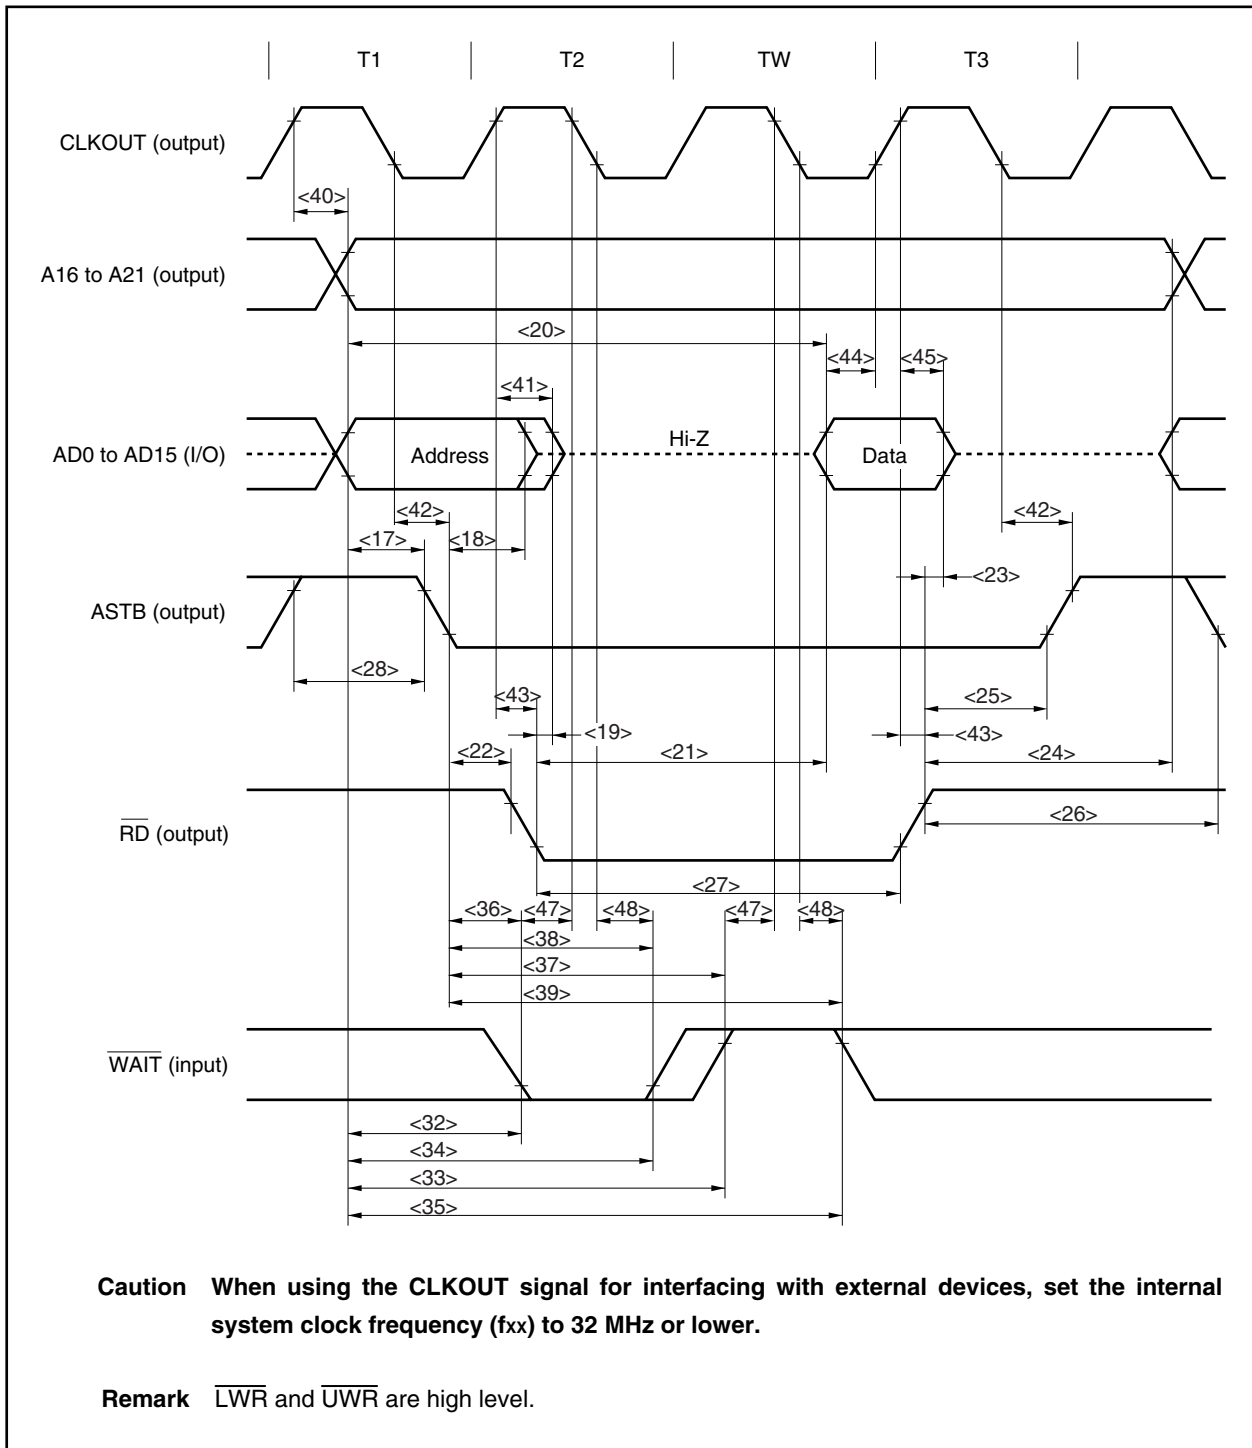 T1 T2 TW T3
CLKOUT (output)
<40>
A16 to A21 (output)
<20>
<44> <45>
<41>
AD0 to AD15 (I/O) Address Hi-Z Data
<42> <42>
<17> <18>
<23>
ASTB (output)
<28>
<43> <25>
<19> <43>
<22> <21> <24>
RD (output) <26>
<27>
<36> <47> <48> <47> <48>
<38>
<37>
<39>
WAIT (input)
<32>
<34>
<33>
<35>
Caution When using the CLKOUT signal for interfacing with external devices, set the internal
system clock frequency (fxx) to 32 MHz or lower.
Remark LWR and UWR are high level.